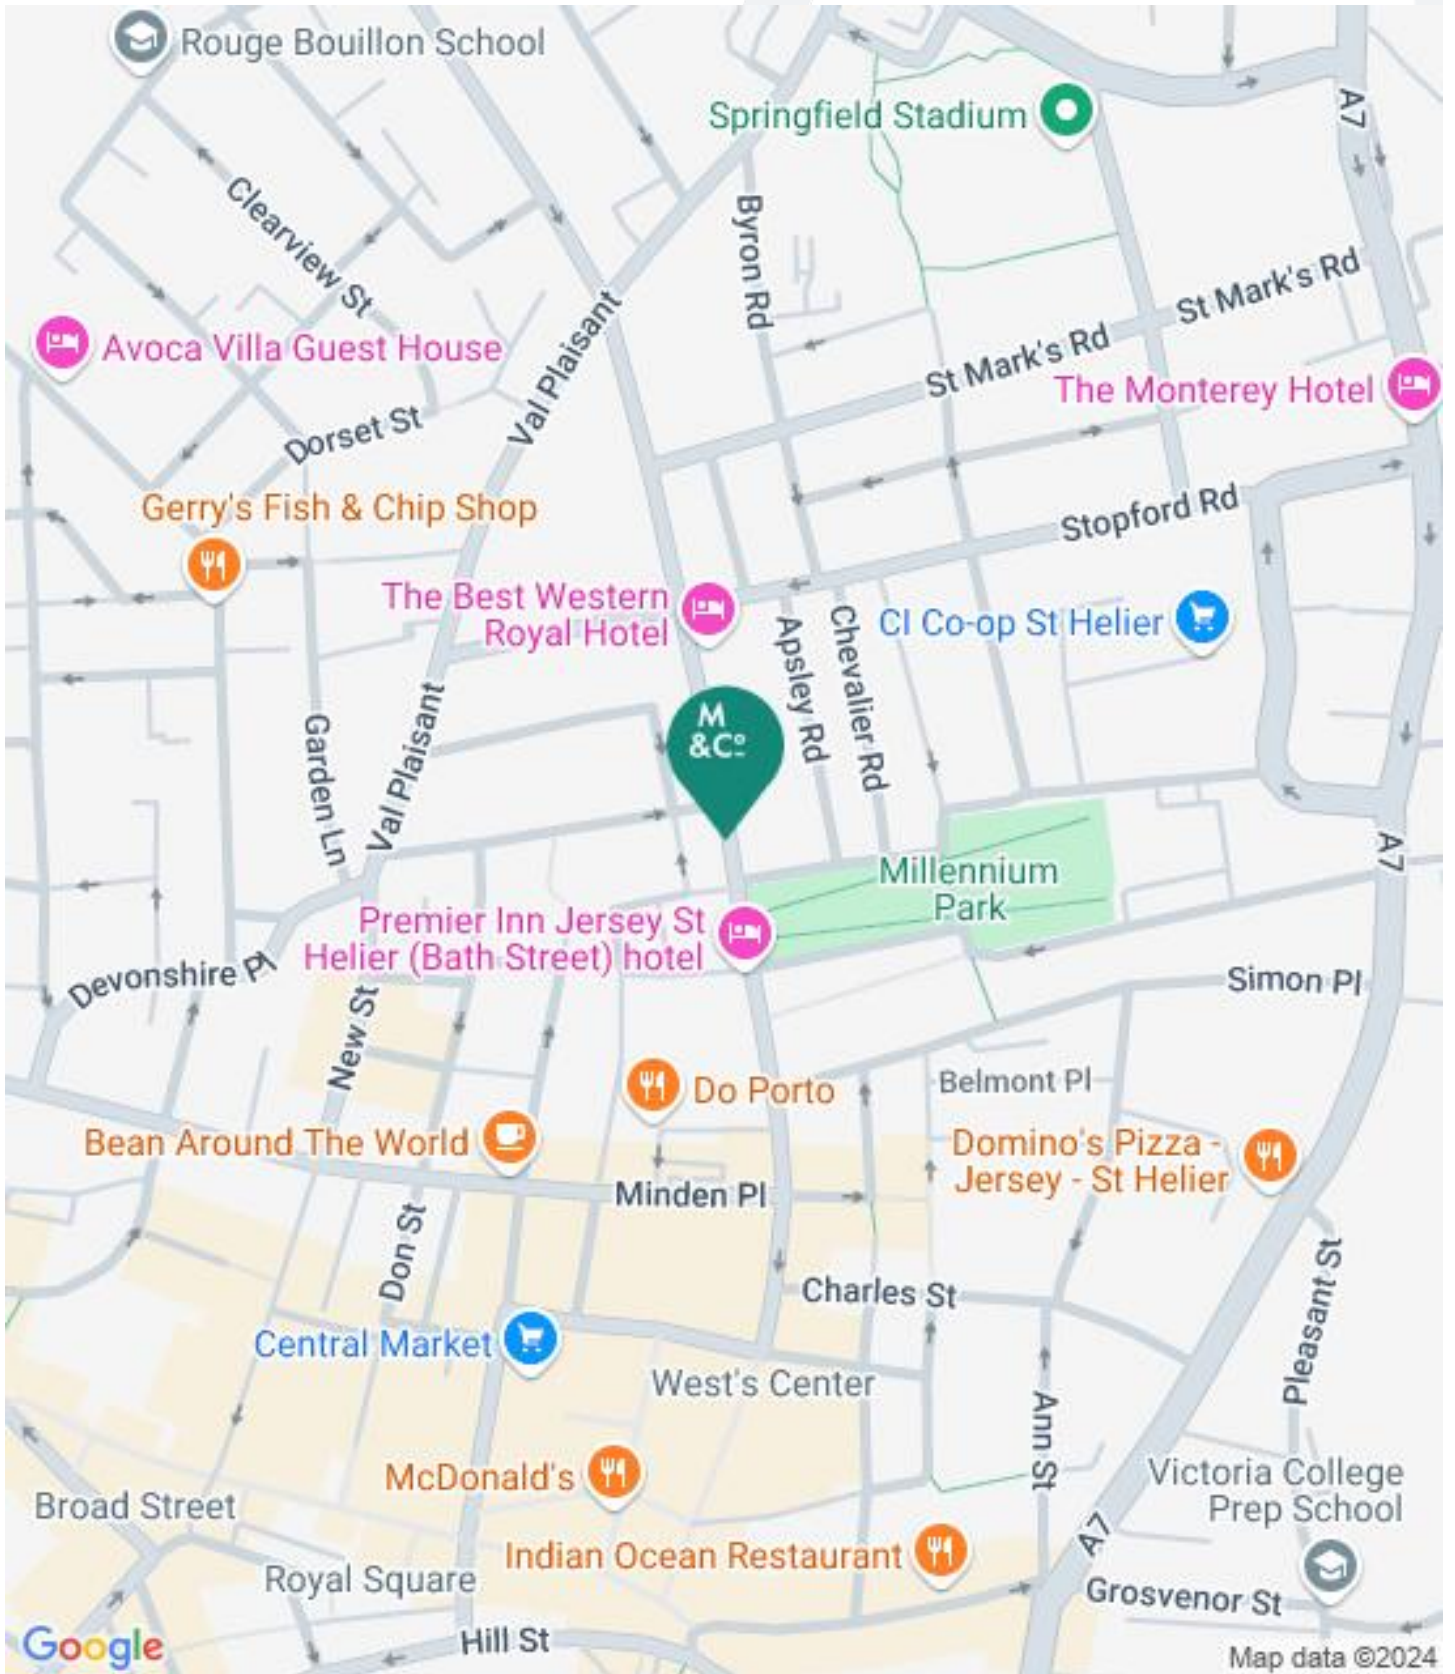 Rouge Bouillon School
Springfield Stadium
A7
Clearview St
Byron Rd
St Mark's Rd
St Mark's Rd
Avoca Villa Guest House
Val Plaisant
The Monterey Hotel
Dorset St
Gerry's Fish & Chip Shop
Stopford Rd
The Best Western
Royal Hotel
Apsley Rd
Chevalier Rd
CI Co-op St Helier
M
&Cº
Garden Ln
Val Plaisant
A7
Millennium
Park
Premier Inn Jersey St
Helier (Bath Street) hotel
Devonshire Pl
Simon Pl
New St
Do Porto
Belmont Pl
Bean Around The World
Domino's Pizza -
Jersey - St Helier
Minden Pl
Don St
Charles St
Pleasant St
Central Market
West's Center
Ann St
McDonald's
Victoria College
Prep School
Broad Street
A7
Indian Ocean Restaurant
Royal Square
Grosvenor St
Hill St
Google
Map data ©2024